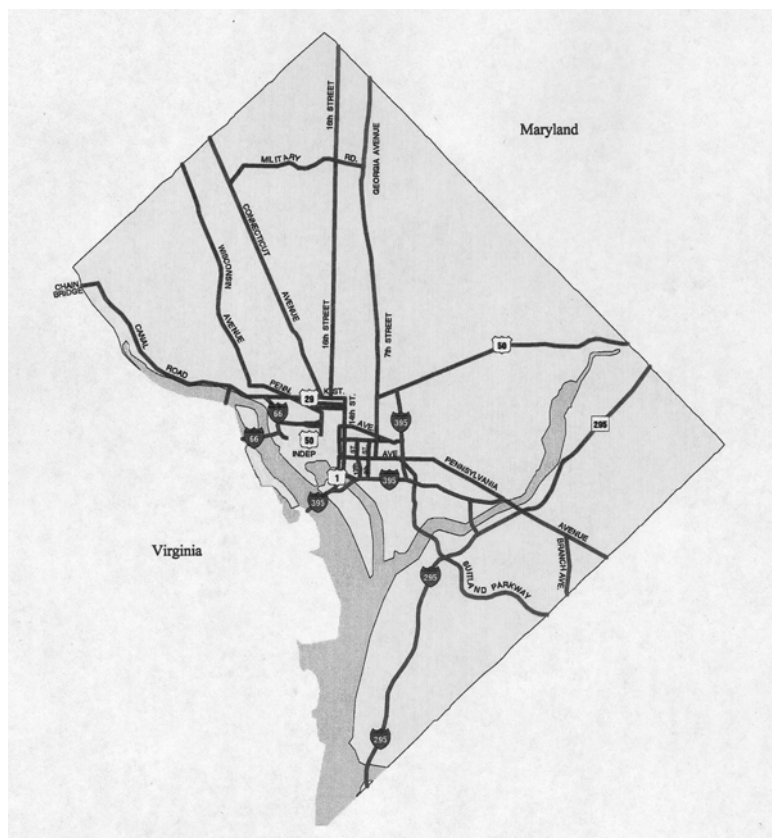 Maryland
16th STREET
GEORGIA AVENUE
MILITARY RD.
CONNECTICUT AVENUE
WISCONSIN AVENUE
CHAIN
BRIDGE
CANAL ROAD
16th STREET
7th STREET
50
PENN
K ST.
29
14th ST.
66
395
295
66
50
AVE
INDEP
AVE
PENNSYLVANIA AVENUE
1
395
395
Virginia
BRANCH AVE.
295
SUITLAND PARKWAY
295